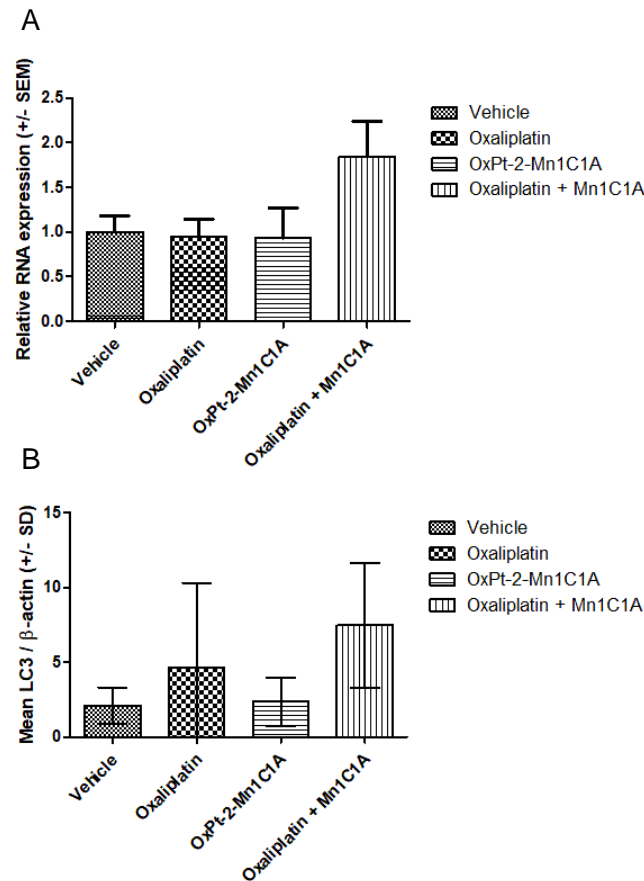 A
Relative RNA expression (+/- SEM)
2.5
2.0
1.5
1.0
0.5
0.0
Vehicle
Oxaliplatin
OxPt-2-Mn1C1A
Oxaliplatin + Mn1C1A
Vehicle
Oxaliplatin
OxPt-2-Mn1C1A
Oxaliplatin + Mn1C1A
B
Mean LC3 / β-actin (+/- SD)
15
10
5
0
Vehicle
Oxaliplatin
OxPt-2-Mn1C1A
Oxaliplatin + Mn1C1A
Vehicle
Oxaliplatin
OxPt-2-Mn1C1A
Oxaliplatin + Mn1C1A